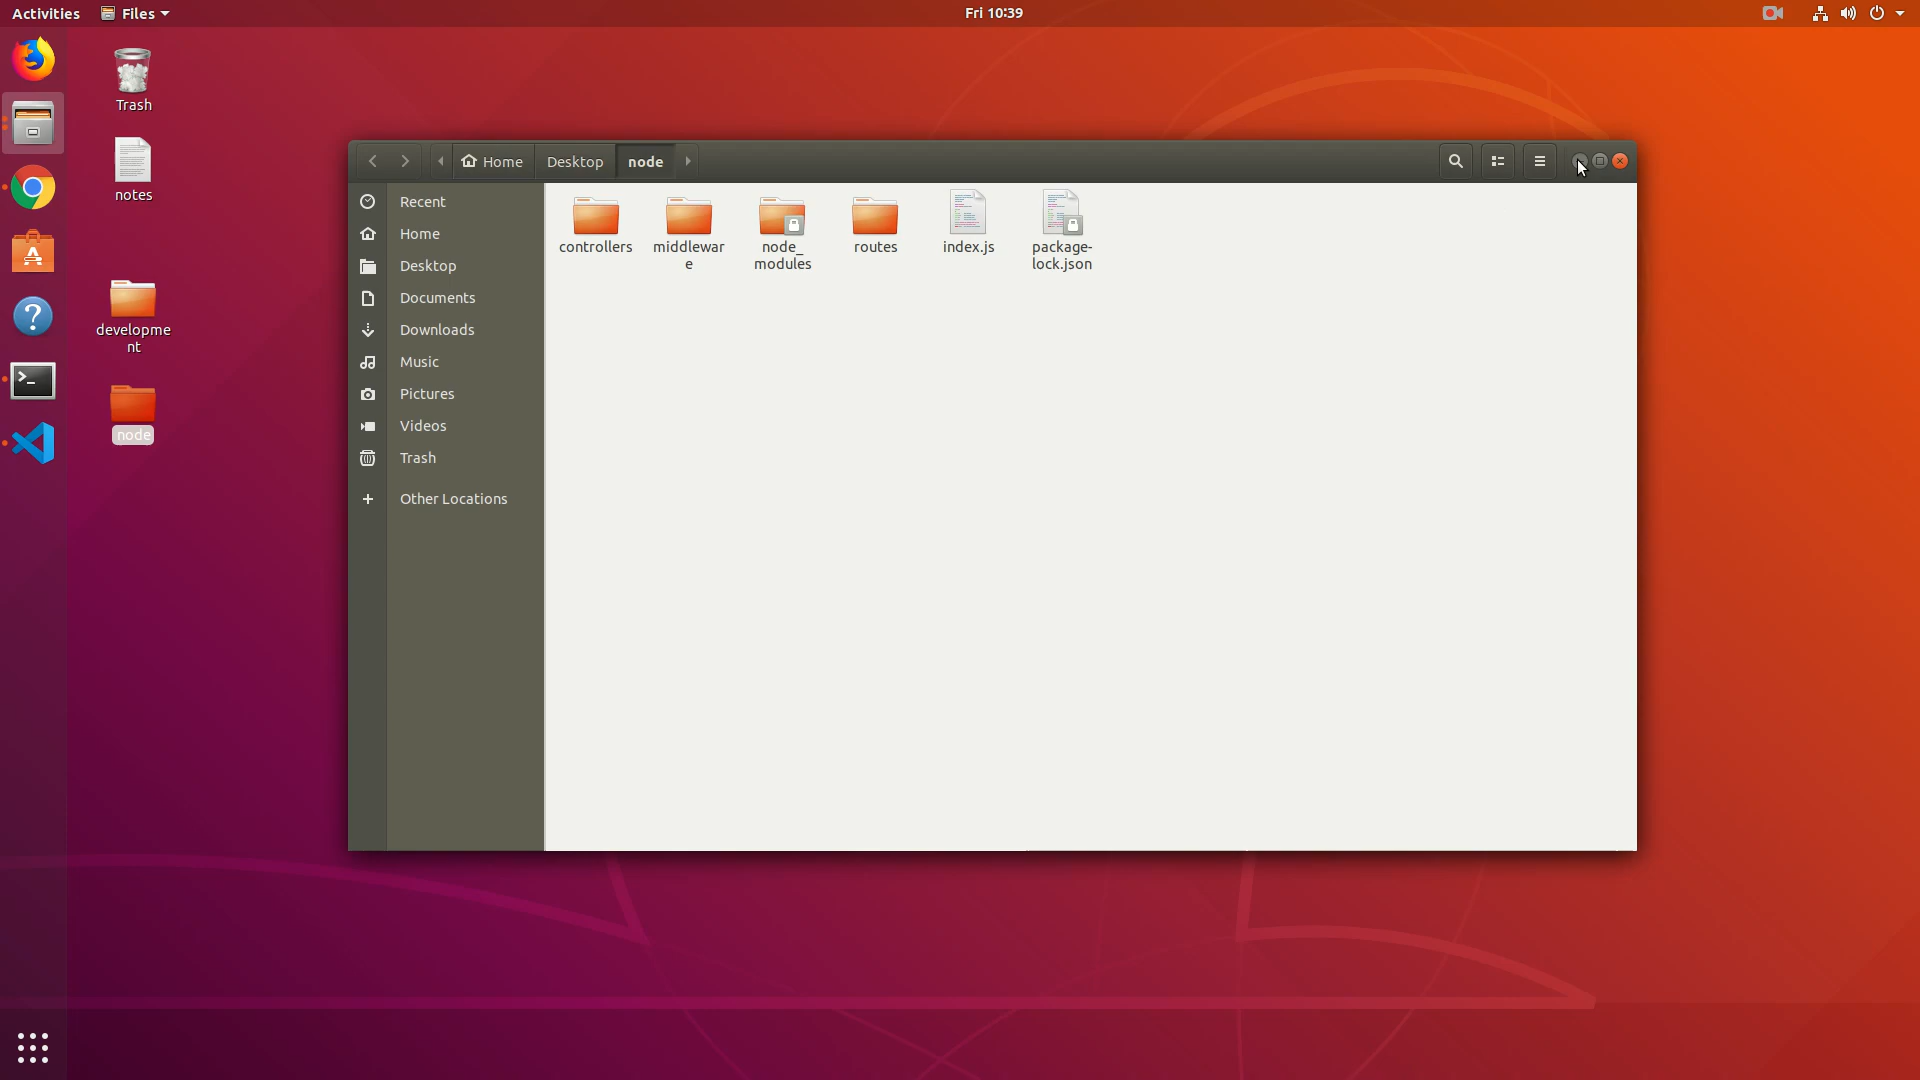 Activities
Files
Fri 10:39
Trash
notes
developme
nt
node
Home
Desktop
node
Recent
Home
Desktop
Documents
Downloads
Music
Pictures
Videos
Trash
Other Locations
controllers
middlewar
e
node_
modules
routes
index.js
package-
lock.json